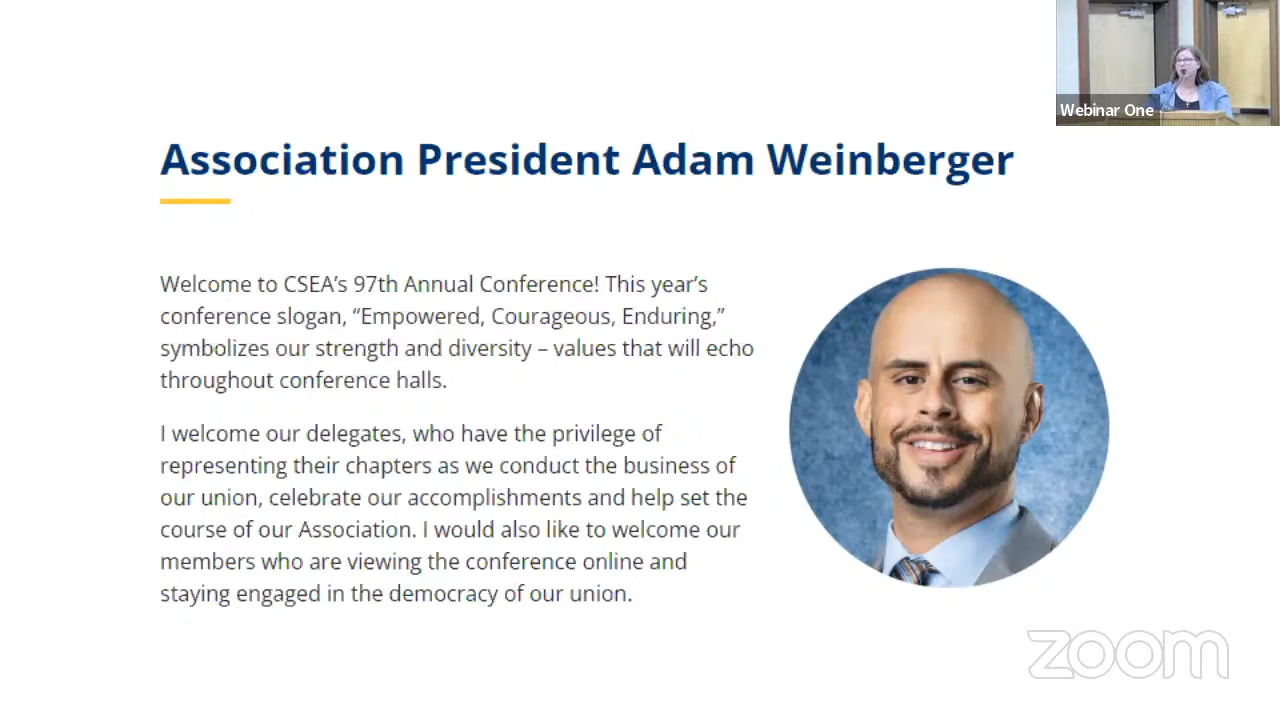 Webinar One
Association President Adam Weinberger
Welcome to CSEA’s 97th Annual Conference! This year’s
conference slogan, “Empowered, Courageous, Enduring,”
symbolizes our strength and diversity – values that will echo
throughout conference halls.
I welcome our delegates, who have the privilege of
representing their chapters as we conduct the business of
our union, celebrate our accomplishments and help set the
course of our Association. I would also like to welcome our
members who are viewing the conference online and
staying engaged in the democracy of our union.
zoom